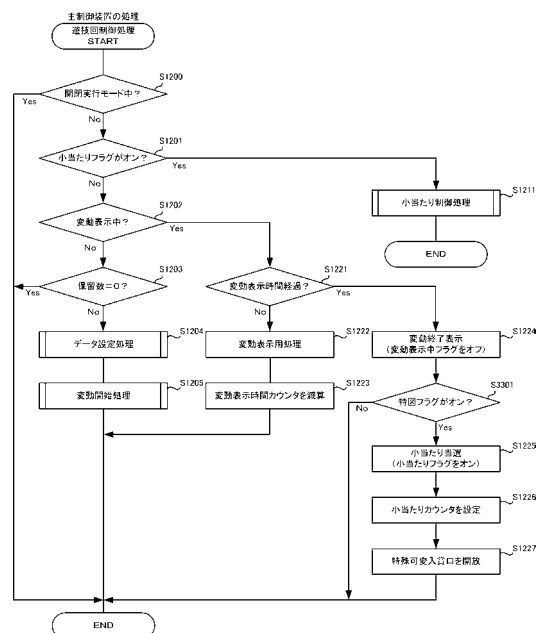 主制御装置の処理
遊技回制御処理
START
S1200
開閉実行モード中？
Yes
No
S1201
小当たりフラグがオン？
Yes
No
S1211
小当たり制御処理
END
S1202
変動表示中？
Yes
No
S1203
保留数＝０？
Yes
No
S1221
変動表示時間経過？
Yes
No
S1204
データ設定処理
S1222
変動表示用処理
S1224
変動終了表示
（変動表示中フラグをオフ）
S1205
変動開始処理
S1223
変動表示時間カウンタを減算
S3301
特図フラグがオン？
No
Yes
S1225
小当たり当選
（小当たりフラグをオン）
S1226
小当たりカウンタを設定
S1227
特殊可変入賞口を開放
END